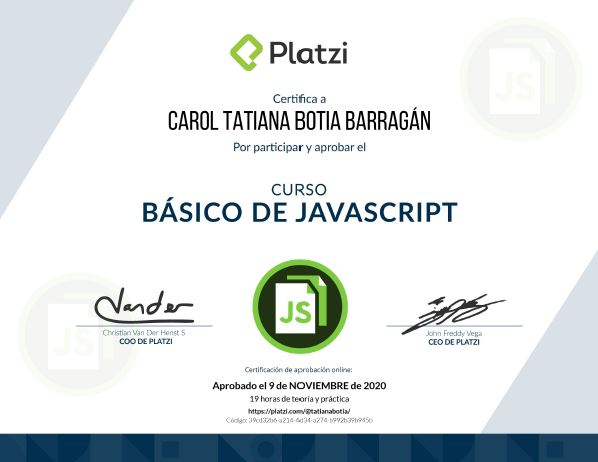 Platzi
Certifica a
CAROL TATIANA BOTIA BARRAGÁN
Por participar y aprobar el
CURSO
BÁSICO DE JAVASCRIPT
JS
JS
JS
Christian Van Der Henst S.
COO DE PLATZI
John Freddy Vega
CEO DE PLATZI
Certificación de aprobación online:
Aprobado el 9 de NOVIEMBRE de 2020
19 horas de teoría y práctica
https://platzi.com/@tatianabotia/
Código: 39cd32b6-a214-4d34-a274-b992b39b945b